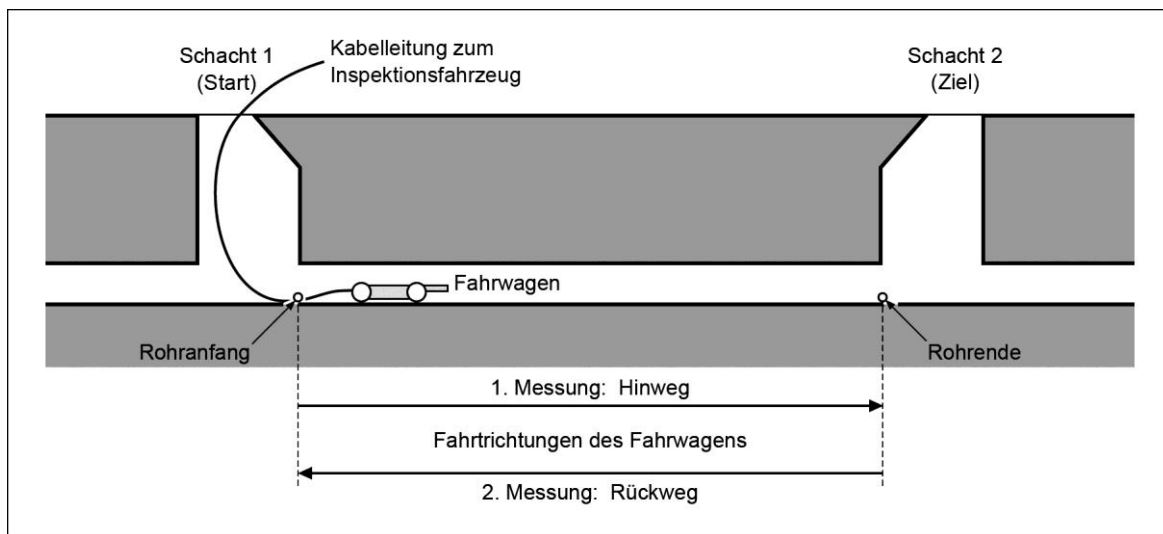 Schacht 1
(Start)
Kabelleitung zum
Inspektionsfahrzeug
Schacht 2
(Ziel)
Fahrwagen
Rohranfang
Rohrende
1. Messung: Hinweg
Fahrtrichtungen des Fahrwagens
2. Messung: Rückweg